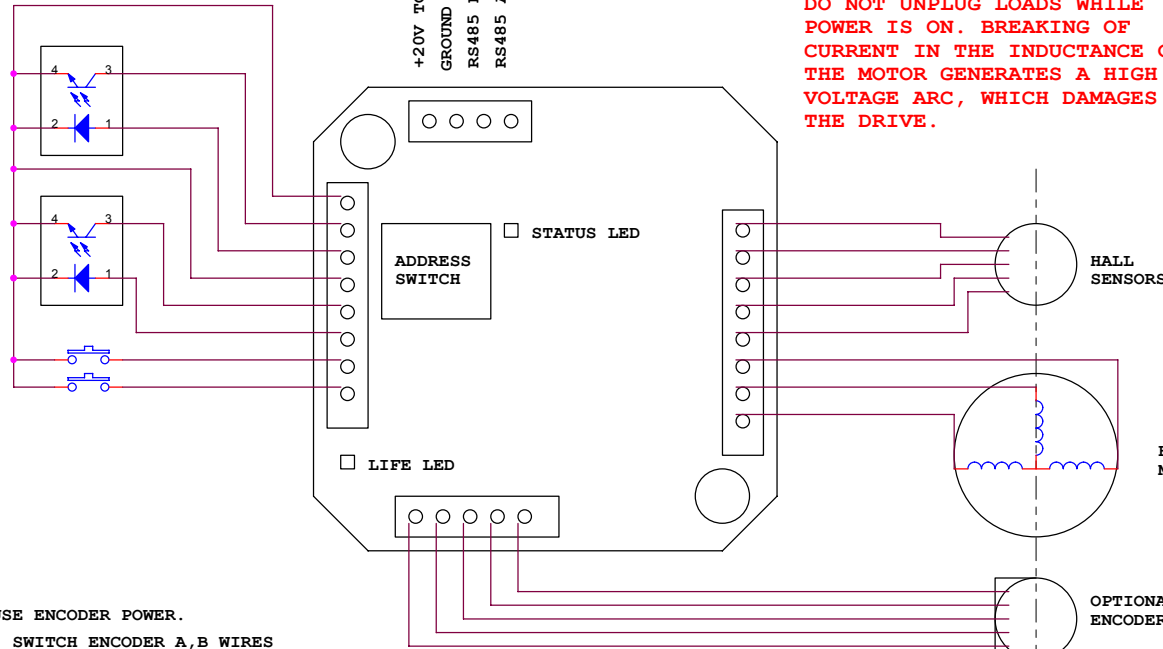 +20V TO
GROUND
RS485
RS485
DO NOT UNPLUG LOADS WHILE
POWER IS ON. BREAKING OF
CURRENT IN THE INDUCTANCE
THE MOTOR GENERATES A HIGH
VOLTAGE ARC, WHICH DAMAGES
THE DRIVE.
4 3
2 1
4 3
2 1
STATUS LED
ADDRESS
SWITCH
HALL
SENSORS
LIFE LED
OPTIONA
ENCODER
USE ENCODER POWER.
SWITCH ENCODER A,B WIRES